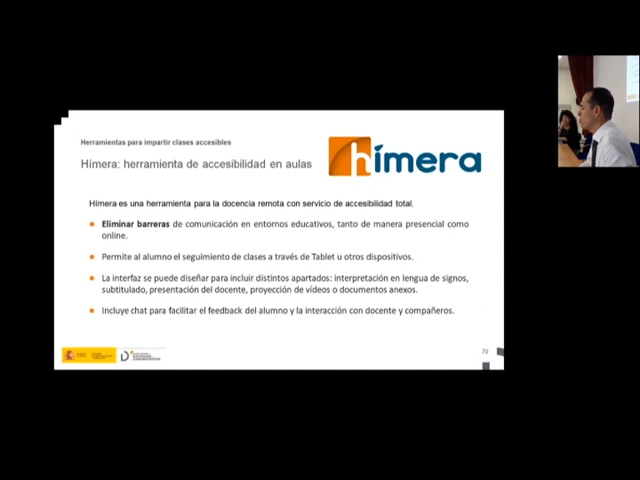 Herramientas para impartir clases accesibles
Hímera: herramienta de accesibilidad en aulas
hímera
Hímera es una herramienta para la docencia remota con servicio de accesibilidad total.
Eliminar barreras de comunicación en entornos educativos, tanto de manera presencial como
online.
Permite al alumno el seguimiento de clases a través de Tablet u otros dispositivos.
La interfaz se puede diseñar para incluir distintos apartados: interpretación en lengua de signos,
subtitulado, presentación del docente, proyección de vídeos o documentos anexos.
Incluye chat para facilitar el feedback del alumno y la interacción con docente y compañeros.